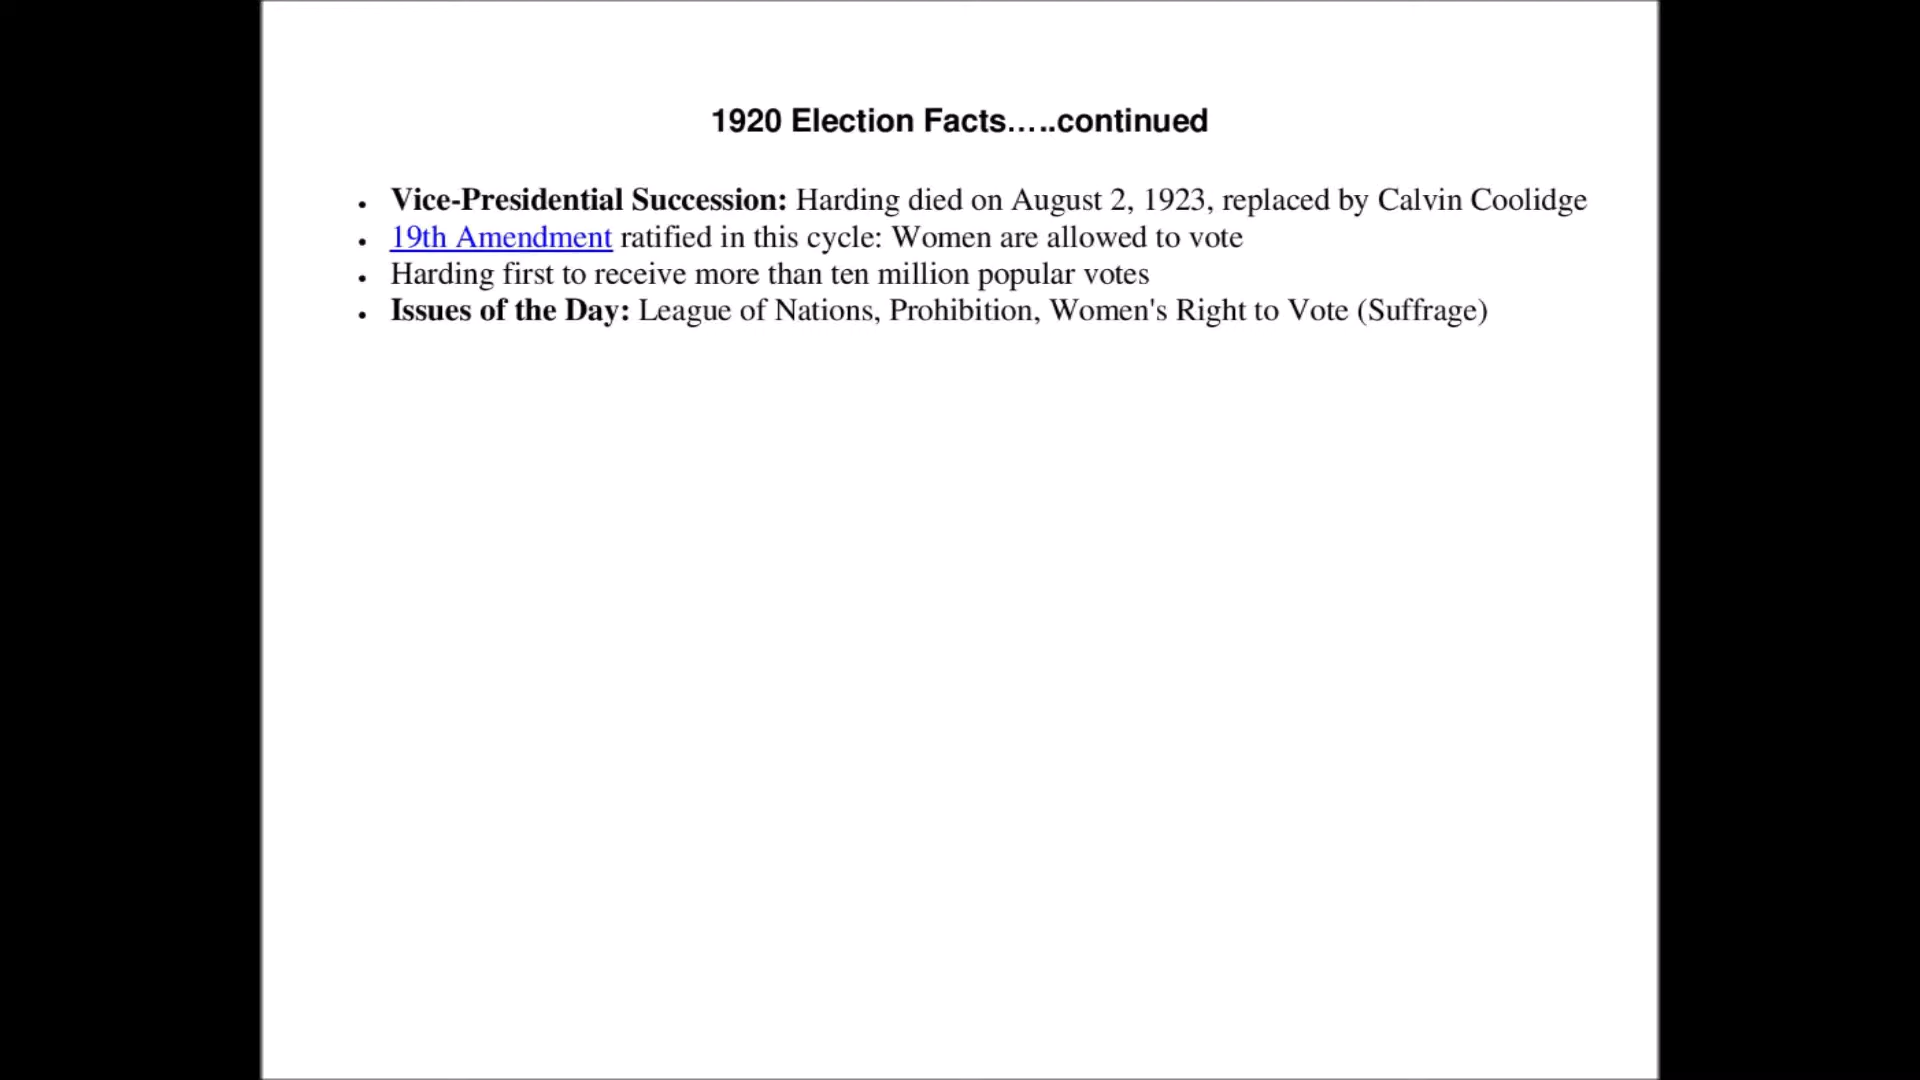 1920 Election Facts…..continued
• Vice-Presidential Succession: Harding died on August 2, 1923, replaced by Calvin Coolidge
• 19th Amendment ratified in this cycle: Women are allowed to vote
• Harding first to receive more than ten million popular votes
• Issues of the Day: League of Nations, Prohibition, Women's Right to Vote (Suffrage)